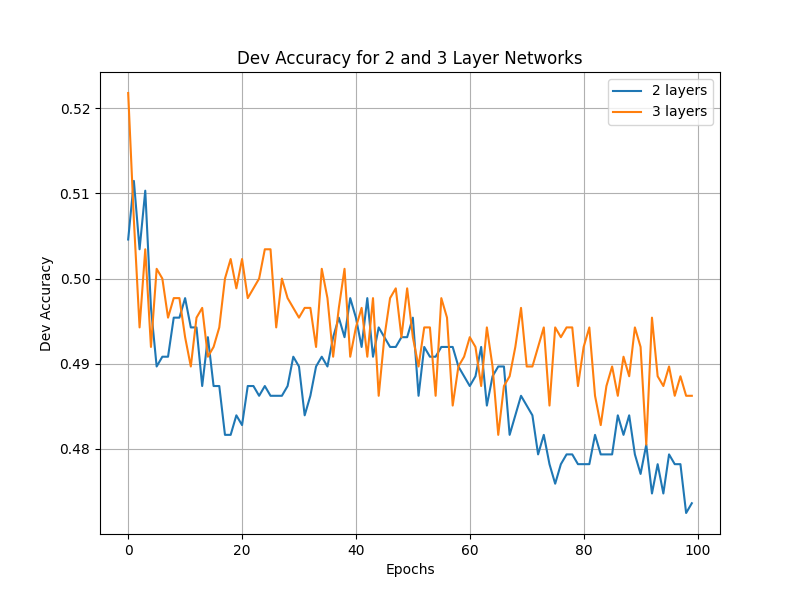 Dev Accuracy for 2 and 3 Layer Networks
2 layers
3 layers
0.52
0.51
0.50
0.49
0.48
Dev Accuracy
0
20
40
60
80
100
Epochs